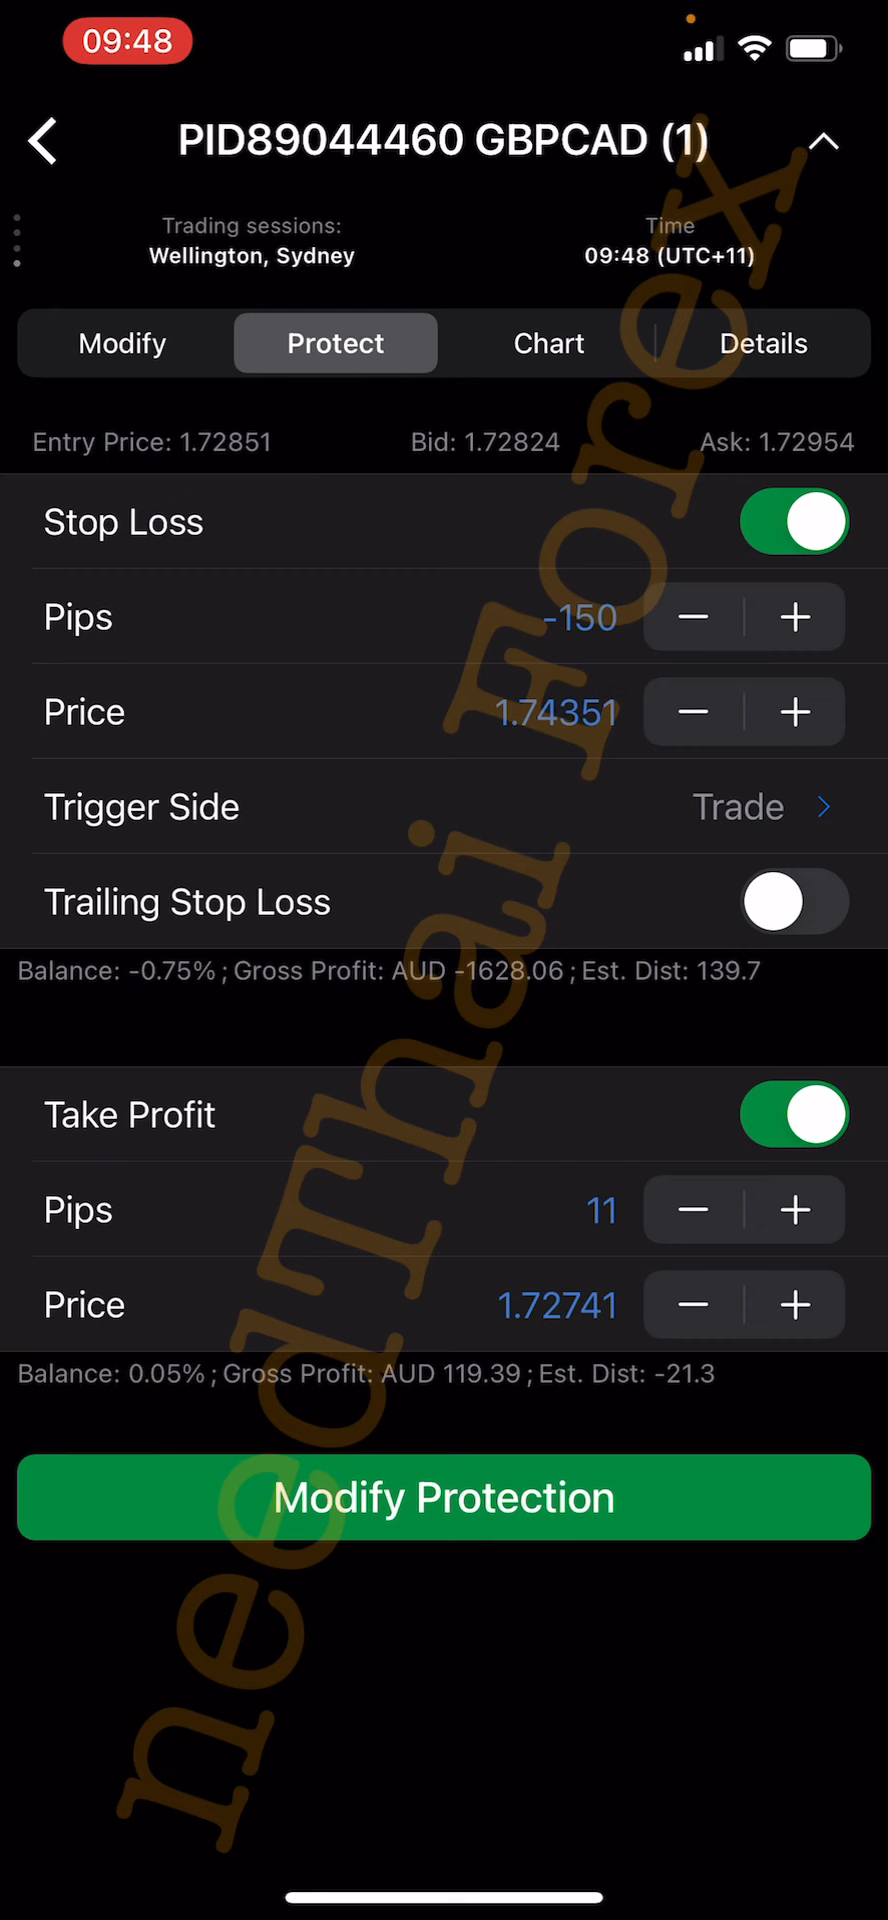 09:48
PID89044460 GBPCAD (1)
Trading sessions:
Wellington, Sydney
Time
09:48 (UTC+11)
Modify
Protect
Chart
Details
Entry Price: 1.72851
Bid: 1.72824
Ask: 1.72954
Stop Loss
Pips
-150
Price
1.74351
Trigger Side
Trade
Trailing Stop Loss
Balance: -0.75% ; Gross Profit: AUD -1628.06 ; Est. Dist: 139.7
Take Profit
Pips
11
Price
1.72741
Balance: 0.05% ; Gross Profit: AUD 119.39 ; Est. Dist: -21.3
Modify Protection
needThai Forex